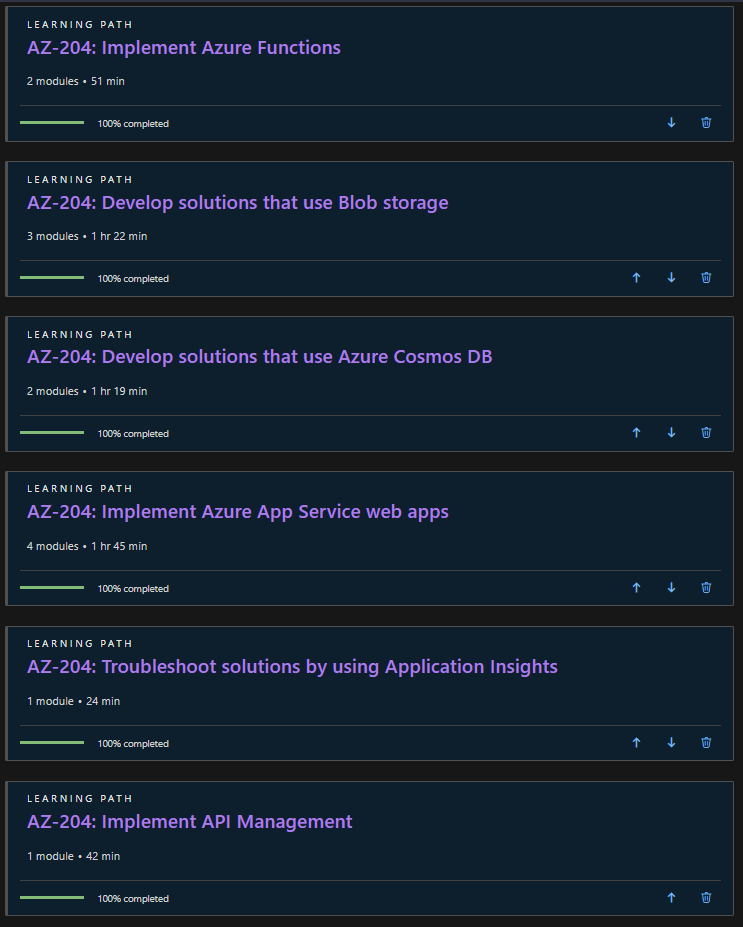 LEARNING PATH
AZ-204: Implement Azure Functions
2 modules • 51 min
100% completed
LEARNING PATH
AZ-204: Develop solutions that use Blob storage
3 modules • 1 hr 22 min
100% completed
LEARNING PATH
AZ-204: Develop solutions that use Azure Cosmos DB
2 modules • 1 hr 19 min
100% completed
LEARNING PATH
AZ-204: Implement Azure App Service web apps
4 modules • 1 hr 45 min
100% completed
LEARNING PATH
AZ-204: Troubleshoot solutions by using Application Insights
1 module • 24 min
100% completed
LEARNING PATH
AZ-204: Implement API Management
1 module • 42 min
100% completed